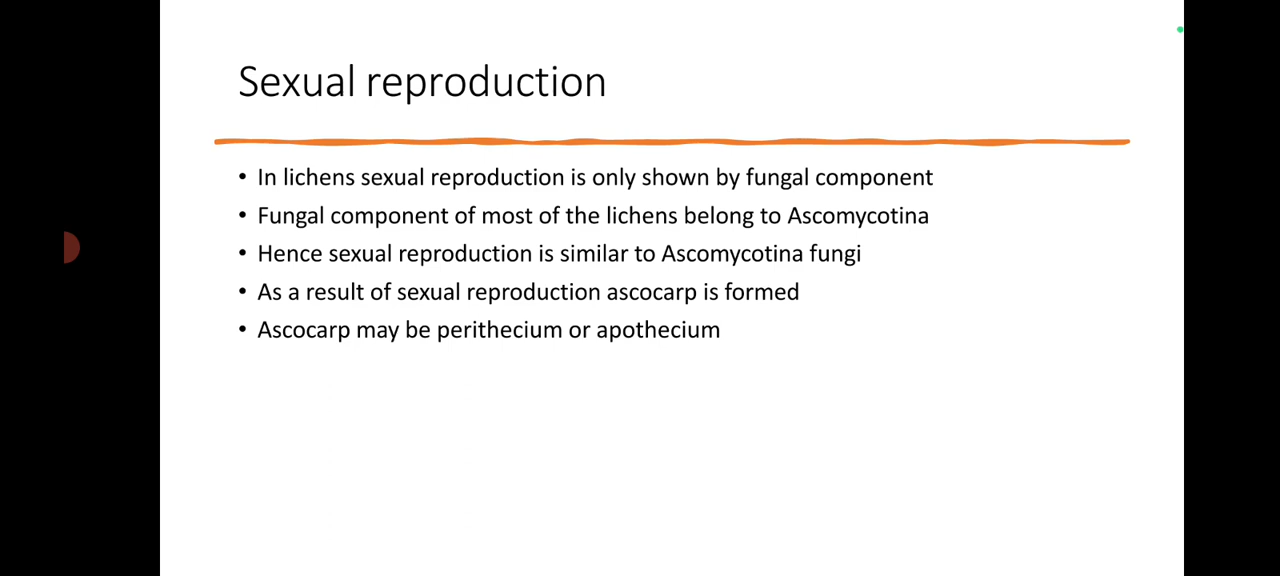 Sexual reproduction
• In lichens sexual reproduction is only shown by fungal component
• Fungal component of most of the lichens belong to Ascomycotina
• Hence sexual reproduction is similar to Ascomycotina fungi
• As a result of sexual reproduction ascocarp is formed
• Ascocarp may be perithecium or apothecium